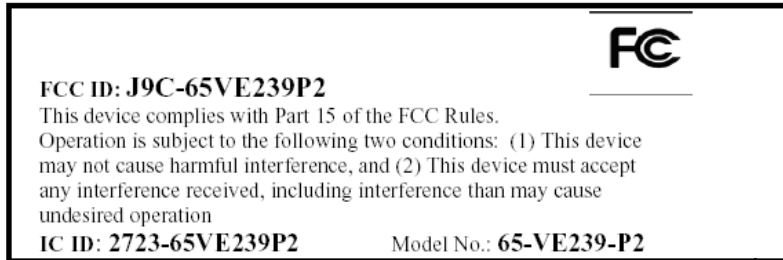 FC
FCC ID: J9C-65VE239P2
This device complies with Part 15 of the FCC Rules.
Operation is subject to the following two conditions: (1) This device
may not cause harmful interference, and (2) This device must accept
any interference received, including interference than may cause
undesired operation
IC ID: 2723-65VE239P2 Model No.: 65-VE239-P2